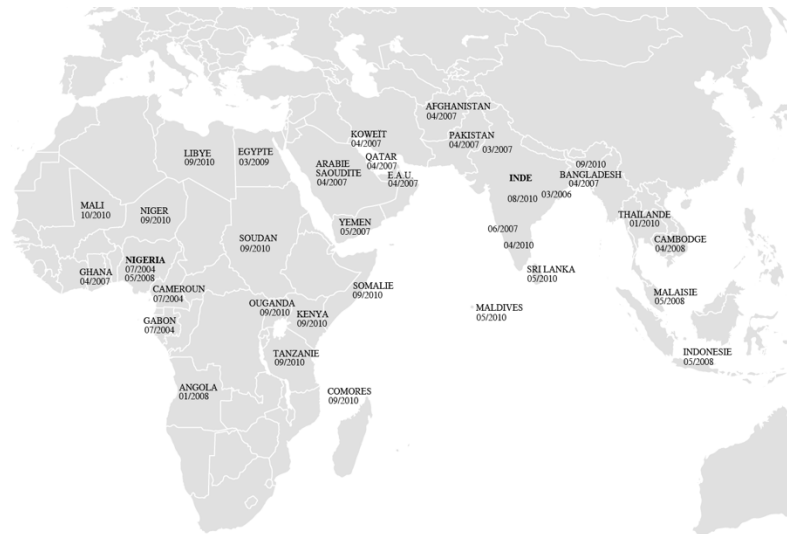 AFGHANISTAN
04/2007
KOWEIT
04/2007
PAKISTAN
04/2007
03/2007
LIBYE
09/2010
EGYPTE
03/2009
ARABIE
SAOUDITE
04/2007
QATAR
04/2007
E.A.U.
04/2007
INDE
08/2010
03/2006
09/2010
BANGLADESH
04/2007
MALI
10/2010
NIGER
09/2010
YEMEN
05/2007
06/2007
04/2010
THAILANDE
01/2010
SOUDAN
09/2010
CAMBODGE
04/2008
NIGERIA
07/2004
05/2008
GHANA
04/2007
SRI LANKA
05/2010
CAMEROUN
07/2004
SOMALIE
09/2010
MALAISIE
05/2008
OUGANDA
09/2010
KENYA
09/2010
MALDIVES
05/2010
GABON
07/2004
TANZANIE
09/2010
INDONESIE
05/2008
ANGOLA
01/2008
COMORES
09/2010